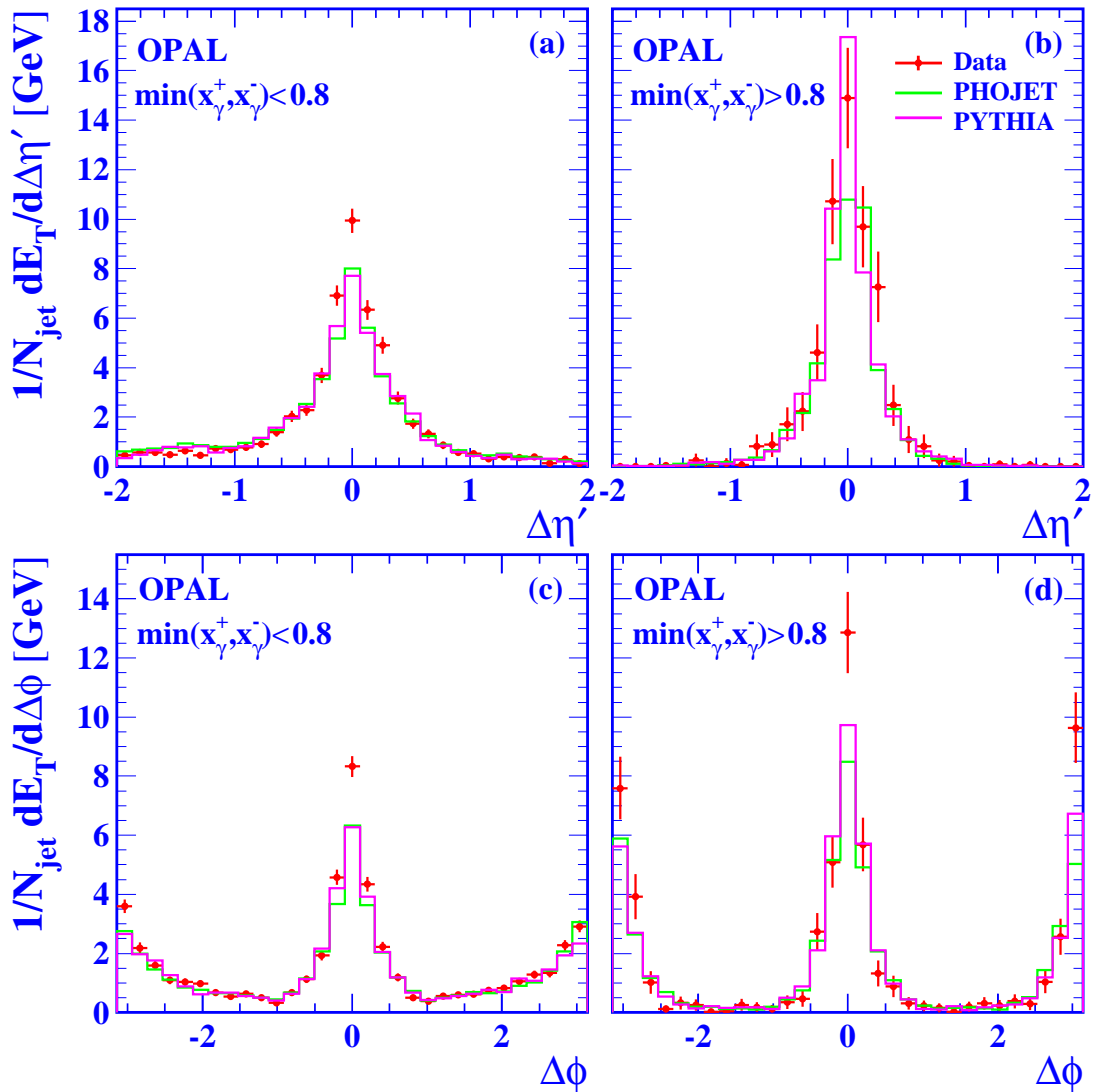 1/N_jet dE_T/dΔη′ [GeV]
18
16
14
12
10
8
6
4
2
0
OPAL (a)
min(x_γ^+,x_γ^-)<0.8
-2 -1 0 1 2
Δη′
OPAL (b)
min(x_γ^+,x_γ^-)>0.8
Data
PHOJET
PYTHIA
-2 -1 0 1 2
Δη′
1/N_jet dE_T/dΔϕ [GeV]
14
12
10
8
6
4
2
0
OPAL (c)
min(x_γ^+,x_γ^-)<0.8
-2 0 2
Δϕ
OPAL (d)
min(x_γ^+,x_γ^-)>0.8
-2 0 2
Δϕ